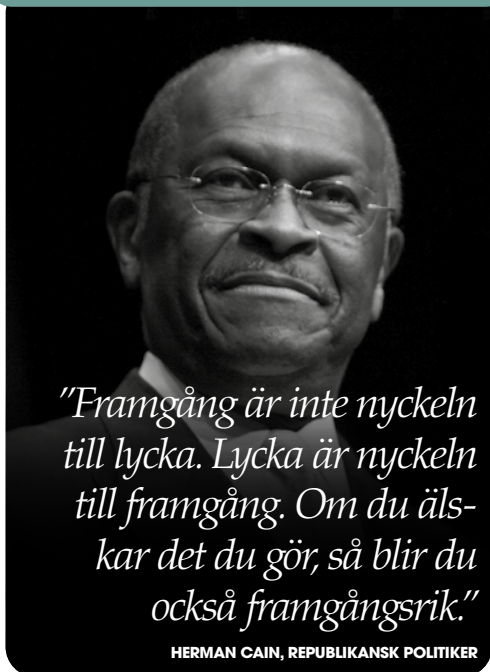 ”Framgång är inte nyckeln
till lycka. Lycka är nyckeln
till framgång. Om du äls-
kar det du gör, så blir du
också framgångsrik.”
HERMAN CAIN, REPUBLIKANSK POLITIKER